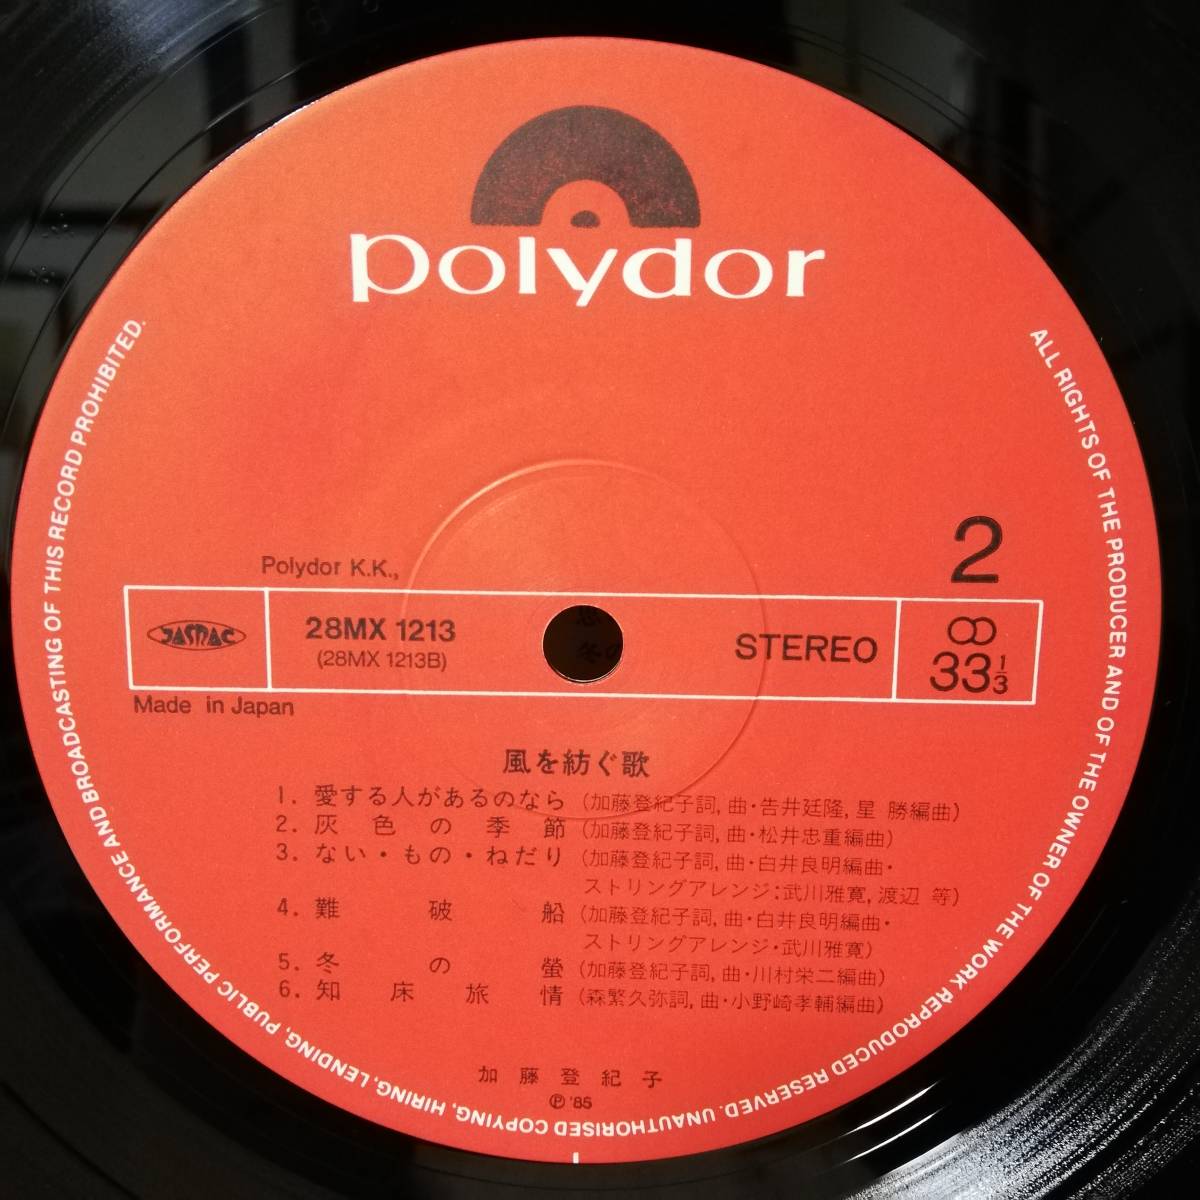 polydor
ALL RIGHTS OF THE PRODUCER AND OF THE OWNER OF THE WORK REPRODUCED RESERVED. UNAUTHORISED COPYING, HIRING, LENDING, PUBLIC PERFORMANCE AND BROADCASTING OF THIS RECORD PROHIBITED.
2
Polydor K.K.,
JASRAC
28MX 1213
(28MX 1213B)
STEREO
33 1/3
Made in Japan
風を紡ぐ歌
1. 愛する人があるのなら (加藤登紀子詞, 曲・告井延隆, 星 勝編曲)
2. 灰色の季節 (加藤登紀子詞, 曲・松井忠重編曲)
3. ない・もの・ねだり (加藤登紀子詞, 曲・白井良明編曲・
ストリングアレンジ:武川雅寛, 渡辺 等)
4. 難破船 (加藤登紀子詞, 曲・白井良明編曲・
ストリングアレンジ・武川雅寛)
5. 冬の螢 (加藤登紀子詞, 曲・川村栄二編曲)
6. 知床旅情 (森繁久弥詞, 曲・小野崎孝輔編曲)
加藤登紀子
Ⓟ '85